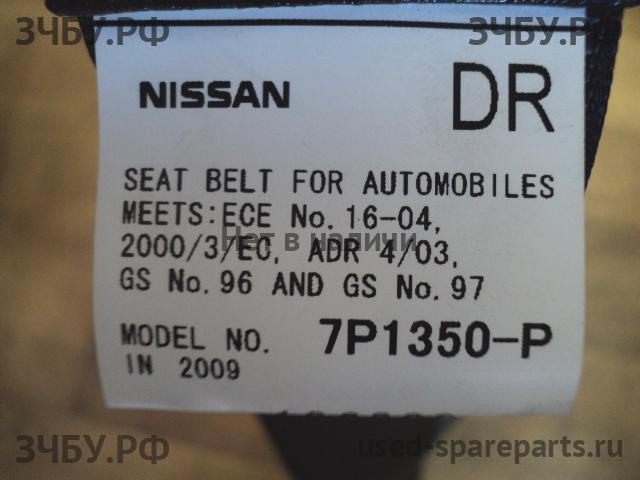 ЗЧБУ.РФ
ЗЧБУ.РФ
NISSAN
DR
SEAT BELT FOR AUTOMOBILES
MEETS:ECE No.16-04,
2000/3/EC, ADR 4/03,
Нет в наличии
GS No.96 AND GS No.97
MODEL NO. 7P1350-P
IN 2009
ЗЧБУ.РФ
used-spareparts.ru